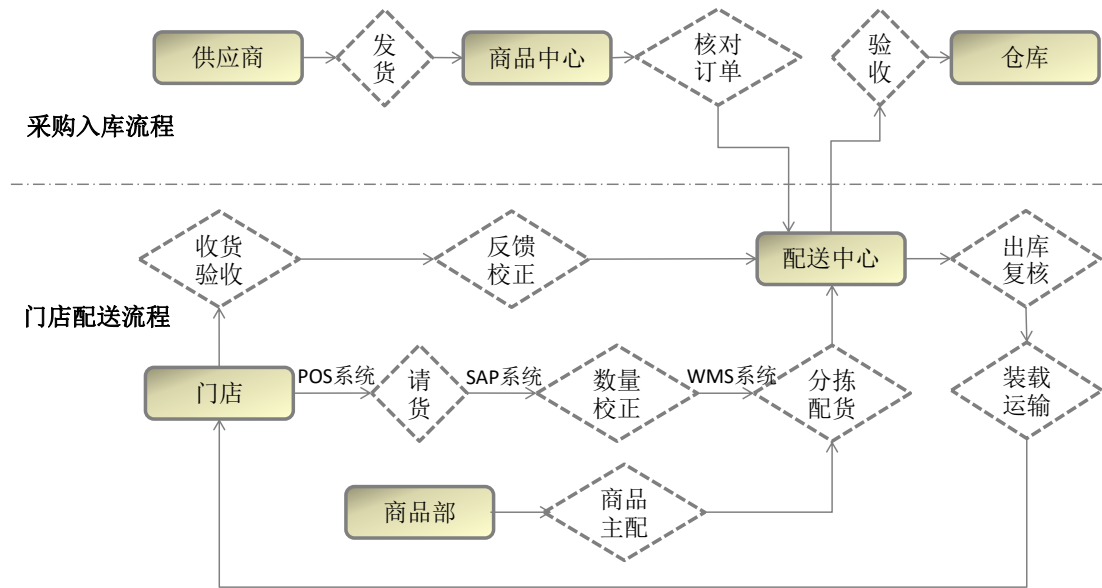 供应商
发
货
商品中心
核对
订单
验
收
仓库
采购入库流程
收货
验收
反馈
校正
配送中心
出库
复核
门店配送流程
门店
POS系统
请
货
SAP系统
数量
校正
WMS系统
分拣
配货
装载
运输
商品部
商品
主配